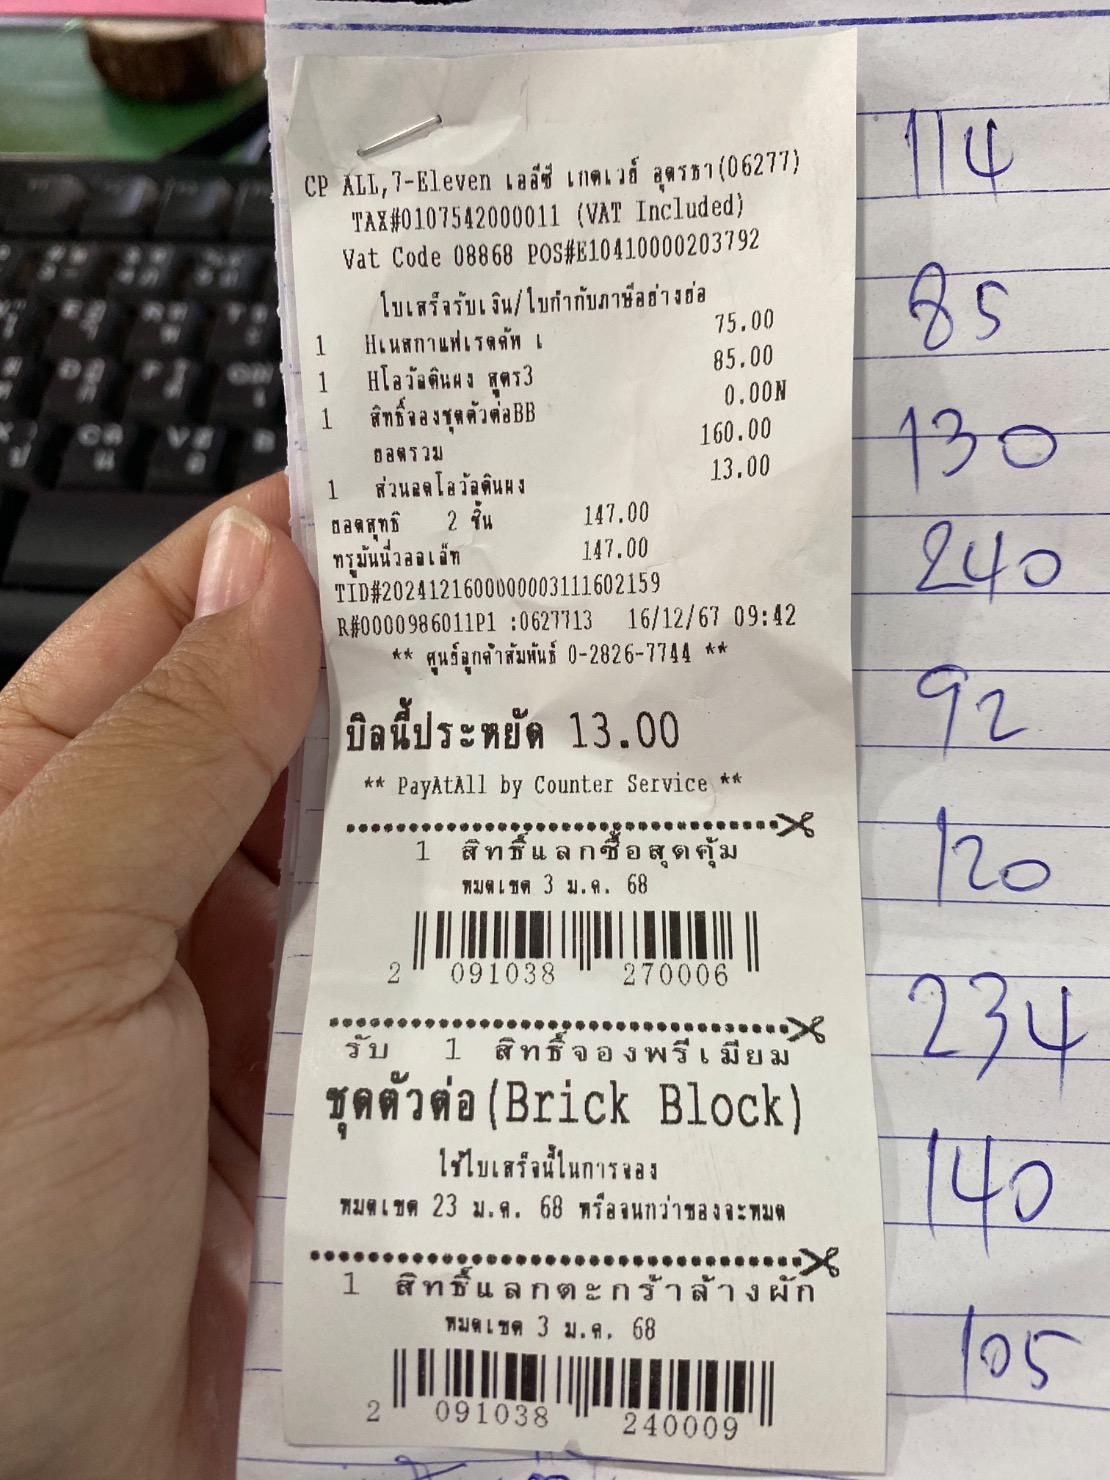 CP ALL,7-Eleven เออีซี เกตเวย์ อุดรธา(06277)
TAX#0107542000011 (VAT Included)
Vat Code 08868 POS#E10410000203792
ใบเสร็จรับเงิน/ใบกำกับภาษีอย่างย่อ
1 Hเนสกาแฟเรดคัพ เ 75.00
1 Hโอวัลตินผง สูตร3 85.00
1 สิทธิ์จองชุดตัวต่อBB 0.00N
ยอดรวม 160.00
1 ส่วนลดโอวัลตินผง 13.00
ยอดสุทธิ 2 ชิ้น 147.00
ทรูมันนี่วอลเล็ท 147.00
TID#2024121600000003111602159
R#0000986011P1 :0627713 16/12/67 09:42
** ศูนย์ลูกค้าสัมพันธ์ 0-2826-7744 **
บิลนี้ประหยัด 13.00
** PayAtAll by Counter Service **
1 สิทธิ์แลกซื้อสุดคุ้ม
หมดเขต 3 ม.ค. 68
2 091038 270006
รับ 1 สิทธิ์จองพรีเมียม
ชุดตัวต่อ(Brick Block)
ใช้ใบเสร็จนี้ในการจอง
หมดเขต 23 ม.ค. 68 หรือจนกว่าของจะหมด
1 สิทธิ์แลกตะกร้าล้างผัก
หมดเขต 3 ม.ค. 68
2 091038 240009
114
85
130
240
92
120
234
140
105